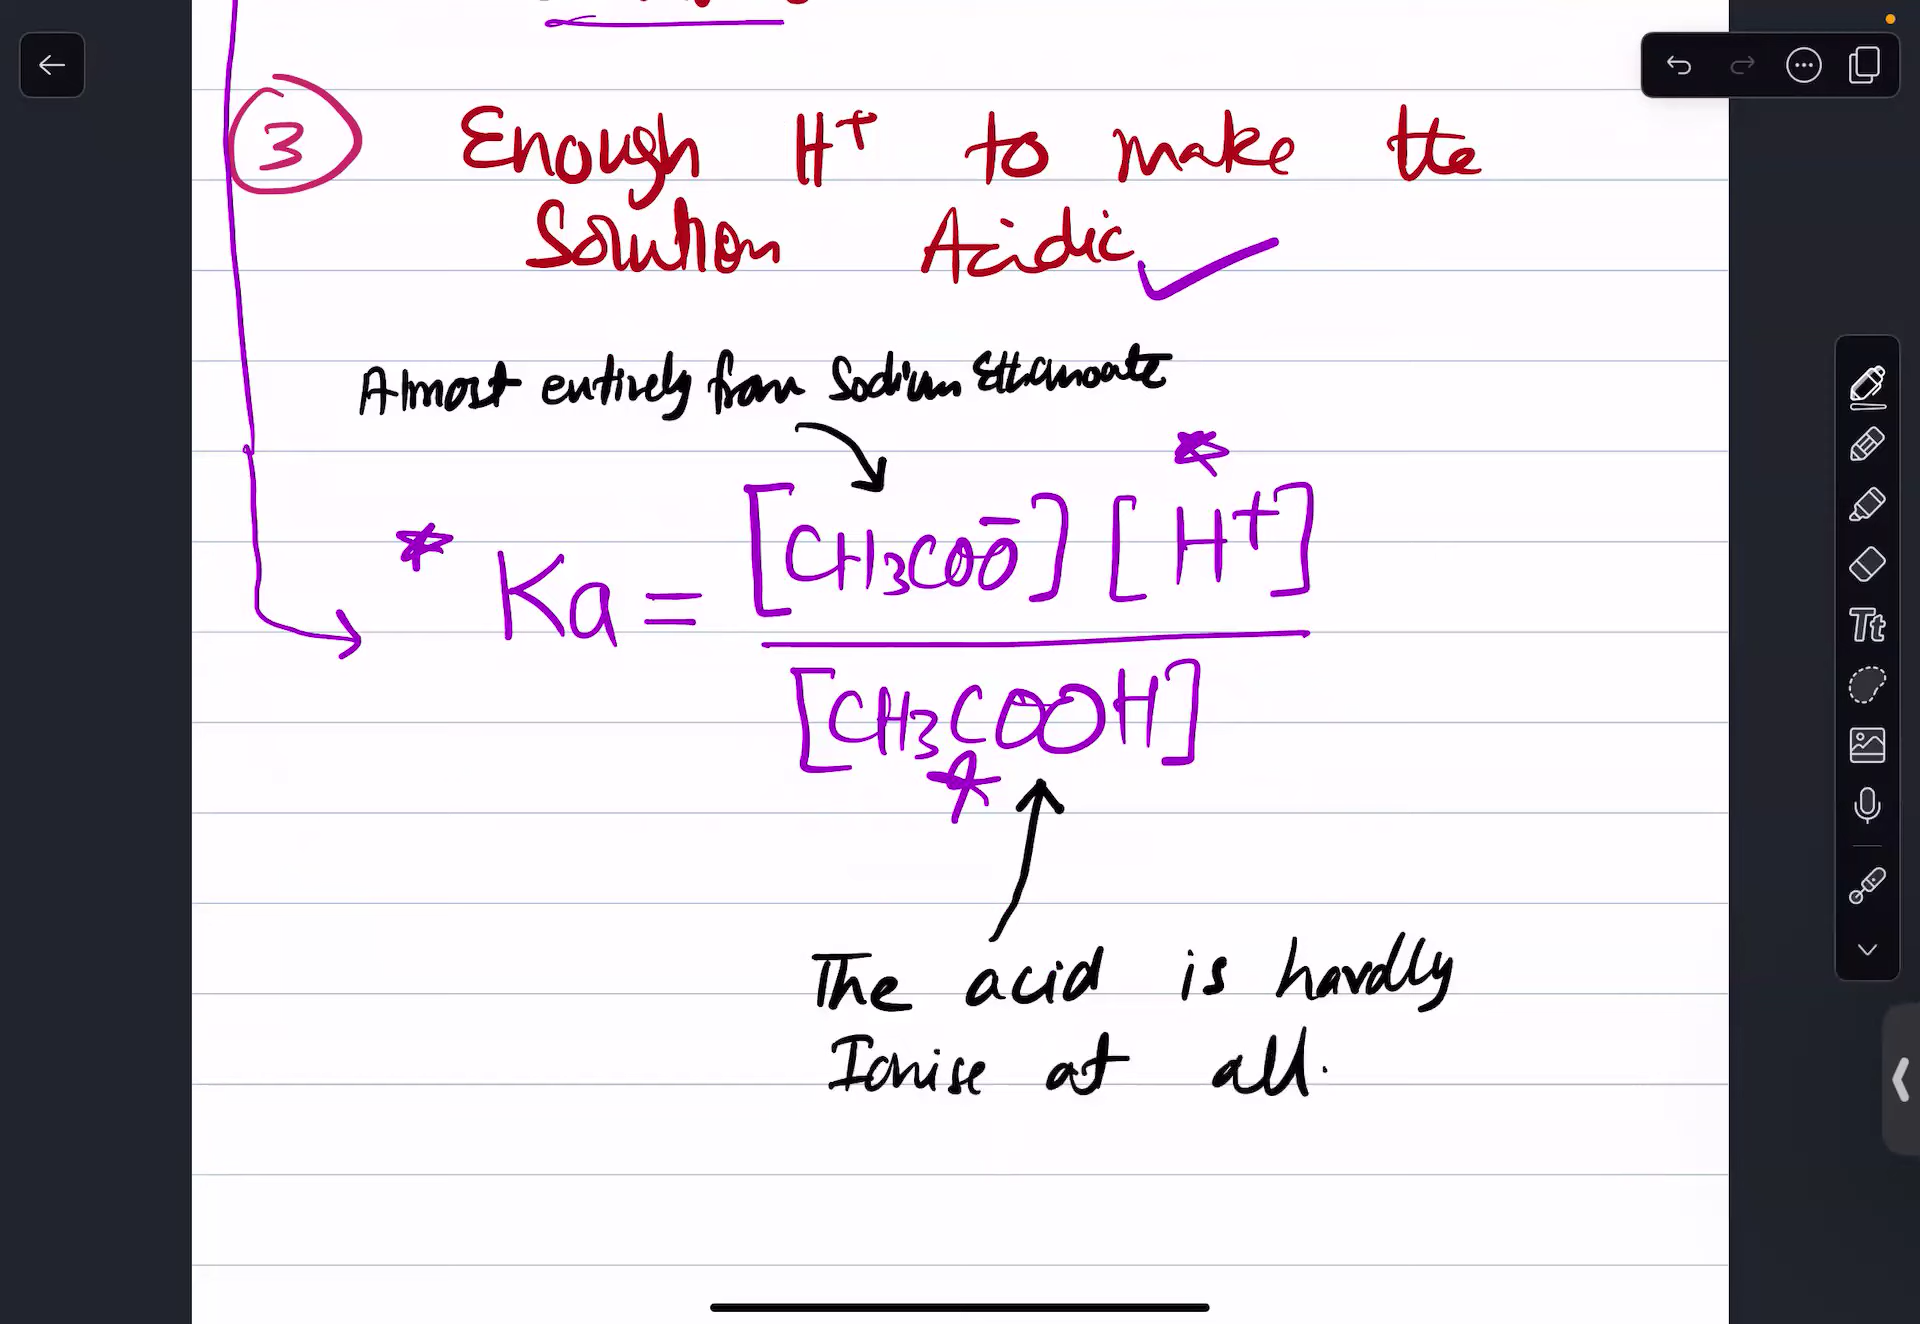 3 Enough H⁺ to make the
Solution Acidic ✓
Almost entirely from Sodium Ethanoate
* Ka = [CH₃COO⁻] [H⁺]*
[CH₃COOH]
*
The acid is hardly
Ionise at all.
Tt